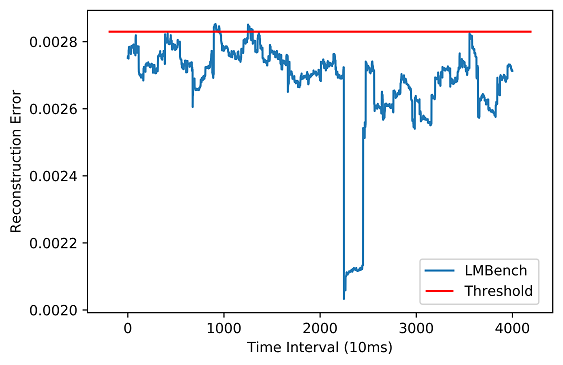 Reconstruction Error
0.0028
0.0026
0.0024
0.0022
0.0020
0
1000
2000
3000
4000
Time Interval (10ms)
LMBench
Threshold